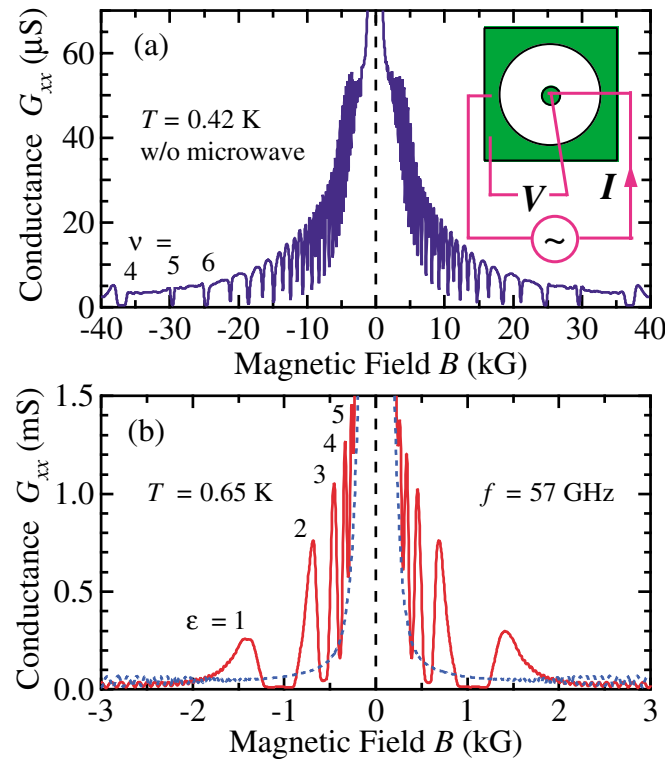 Conductance Gxx (μS)
60
40
20
0
(a)
T = 0.42 K
w/o microwave
ν =
4 5 6
V
I
~
-40 -30 -20 -10 0 10 20 30 40
Magnetic Field B (kG)
Conductance Gxx (mS)
1.5
1.0
0.5
0.0
(b)
5
4
3
2
ε = 1
T = 0.65 K
f = 57 GHz
-3 -2 -1 0 1 2 3
Magnetic Field B (kG)